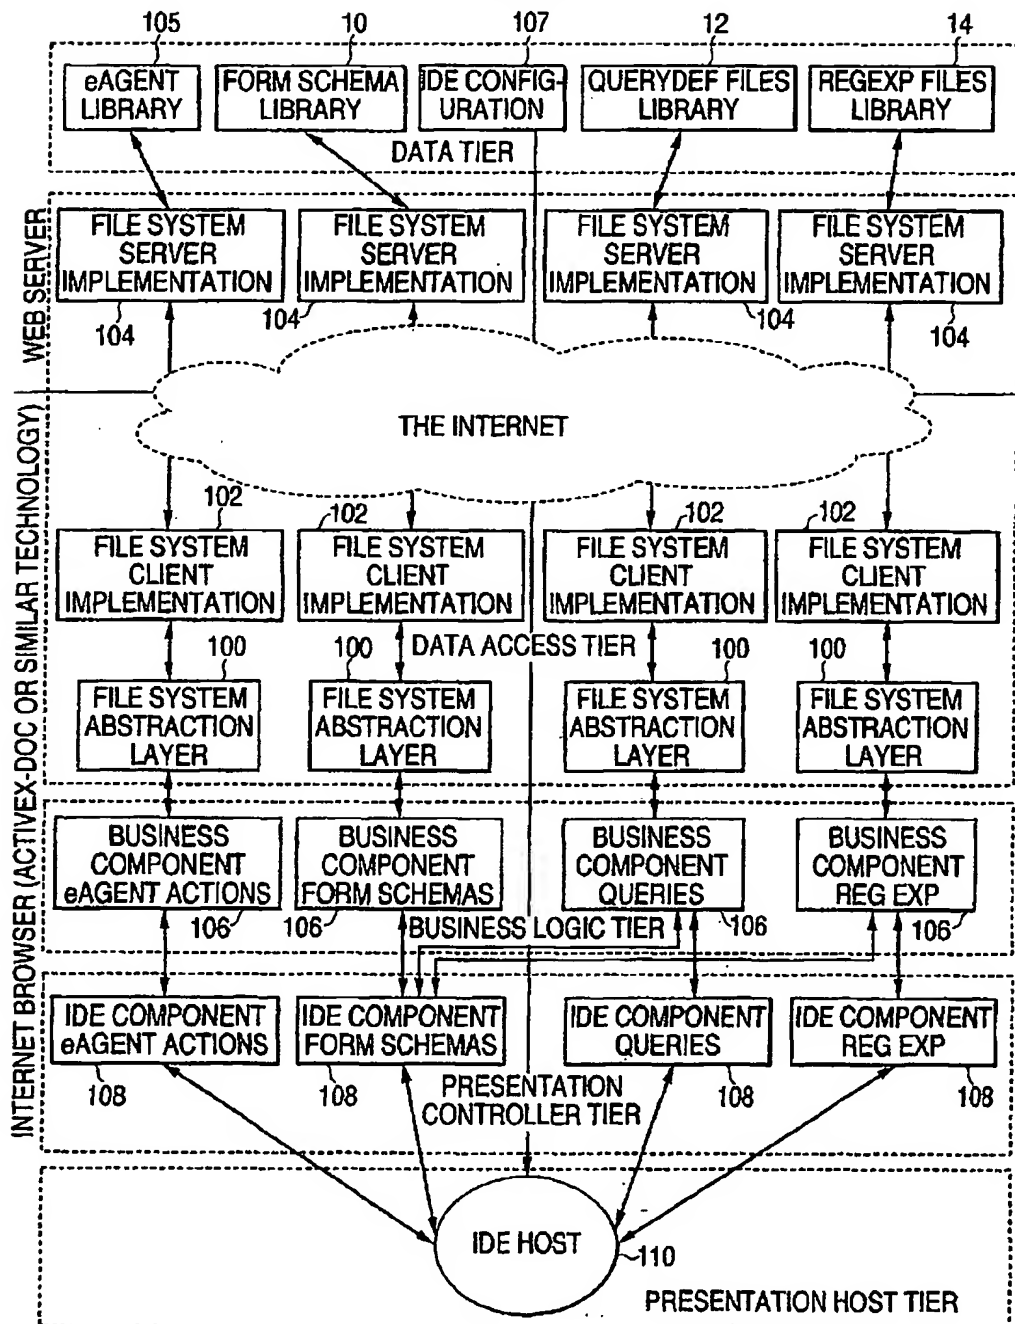 105
10
107
12
14
eAGENT
LIBRARY
FORM SCHEMA
LIBRARY
IDE CONFIG-
URATION
QUERYDEF FILES
LIBRARY
REGEXP FILES
LIBRARY
DATA TIER
WEB SERVER
FILE SYSTEM
SERVER
IMPLEMENTATION
FILE SYSTEM
SERVER
IMPLEMENTATION
FILE SYSTEM
SERVER
IMPLEMENTATION
FILE SYSTEM
SERVER
IMPLEMENTATION
104
104
104
104
THE INTERNET
INTERNET BROWSER (ACTIVEX-DOC OR SIMILAR TECHNOLOGY)
102
102
102
102
FILE SYSTEM
CLIENT
IMPLEMENTATION
FILE SYSTEM
CLIENT
IMPLEMENTATION
FILE SYSTEM
CLIENT
IMPLEMENTATION
FILE SYSTEM
CLIENT
IMPLEMENTATION
DATA ACCESS TIER
100
100
100
100
FILE SYSTEM
ABSTRACTION
LAYER
FILE SYSTEM
ABSTRACTION
LAYER
FILE SYSTEM
ABSTRACTION
LAYER
FILE SYSTEM
ABSTRACTION
LAYER
BUSINESS
COMPONENT
eAGENT ACTIONS
BUSINESS
COMPONENT
FORM SCHEMAS
BUSINESS
COMPONENT
QUERIES
BUSINESS
COMPONENT
REG EXP
106
106
106
106
BUSINESS LOGIC TIER
IDE COMPONENT
eAGENT ACTIONS
IDE COMPONENT
FORM SCHEMAS
IDE COMPONENT
QUERIES
IDE COMPONENT
REG EXP
108
108
108
108
PRESENTATION
CONTROLLER TIER
IDE HOST
110
PRESENTATION HOST TIER